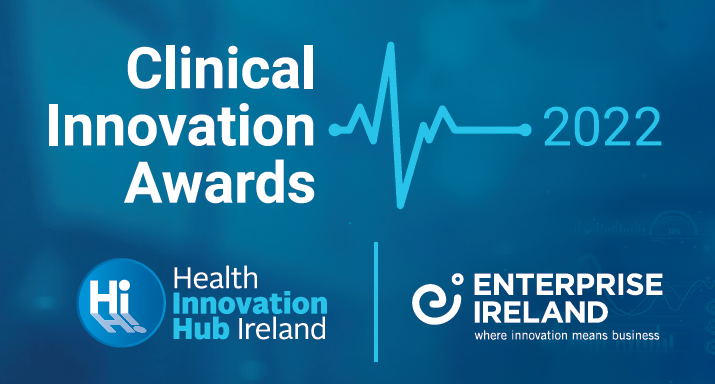 Clinical
Innovation
Awards
2022
Hi
Health
Innovation
Hub Ireland
ENTERPRISE
IRELAND
where innovation means business